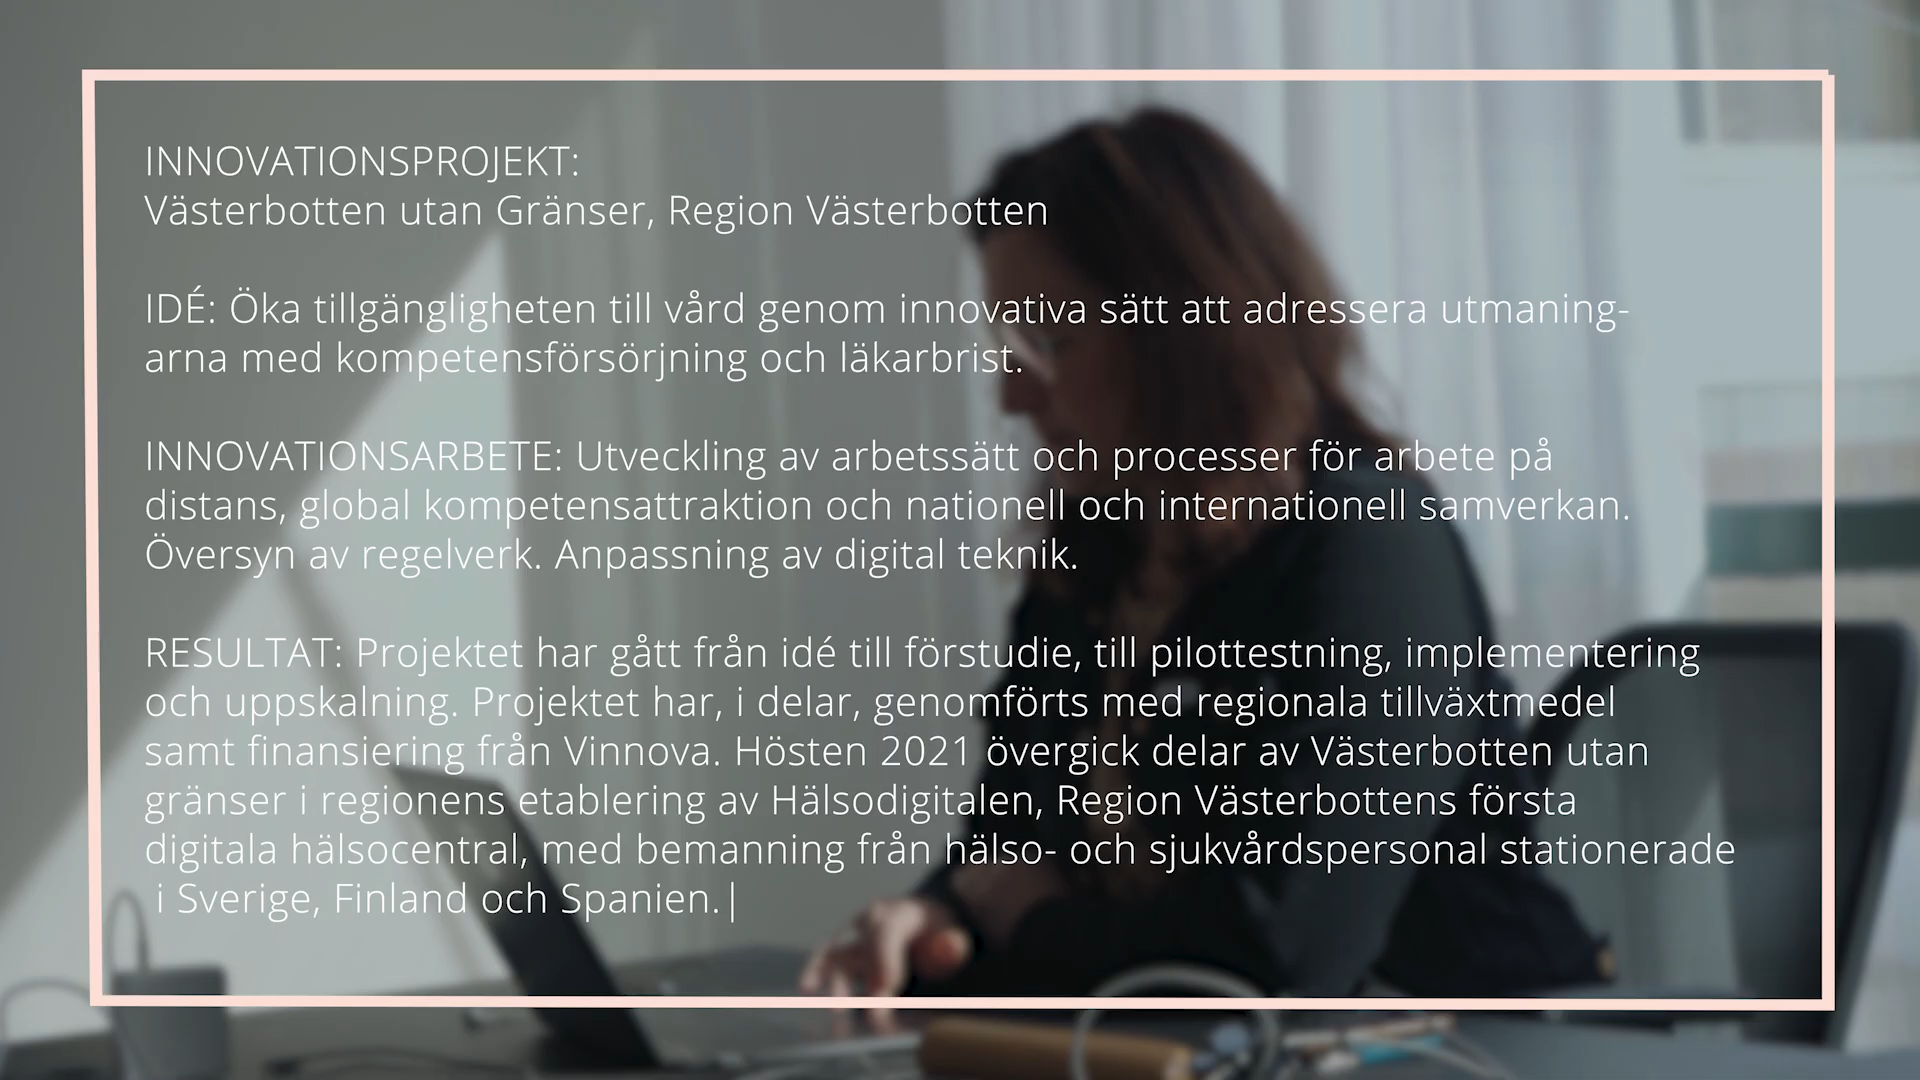 INNOVATIONSPROJEKT:
Västerbotten utan Gränser, Region Västerbotten
IDÉ: Öka tillgängligheten till vård genom innovativa sätt att adressera utmaning-
arna med kompetensförsörjning och läkarbrist.
INNOVATIONSARBETE: Utveckling av arbetssätt och processer för arbete på
distans, global kompetensattraktion och nationell och internationell samverkan.
Översyn av regelverk. Anpassning av digital teknik.
RESULTAT: Projektet har gått från idé till förstudie, till pilottestning, implementering
och uppskalning. Projektet har, i delar, genomförts med regionala tillväxtmedel
samt finansiering från Vinnova. Hösten 2021 övergick delar av Västerbotten utan
gränser i regionens etablering av Hälsodigitalen, Region Västerbottens första
digitala hälsocentral, med bemanning från hälso- och sjukvårdspersonal stationerade
i Sverige, Finland och Spanien.|